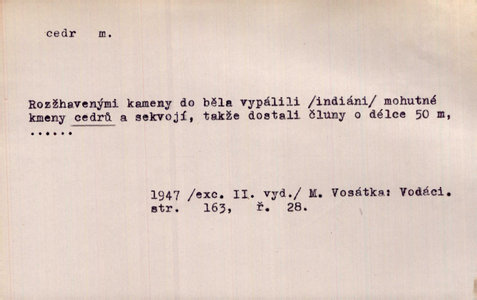 cedr m.
Rozžhavenými kameny do běla vypálili /indiáni/ mohutné
kmeny cedrů a sekvojí, takže dostali čluny o délce 50 m,
......
1947 /exc. II. vyd./ M. Vosátka: Vodáci.
str. 163, ř. 28.